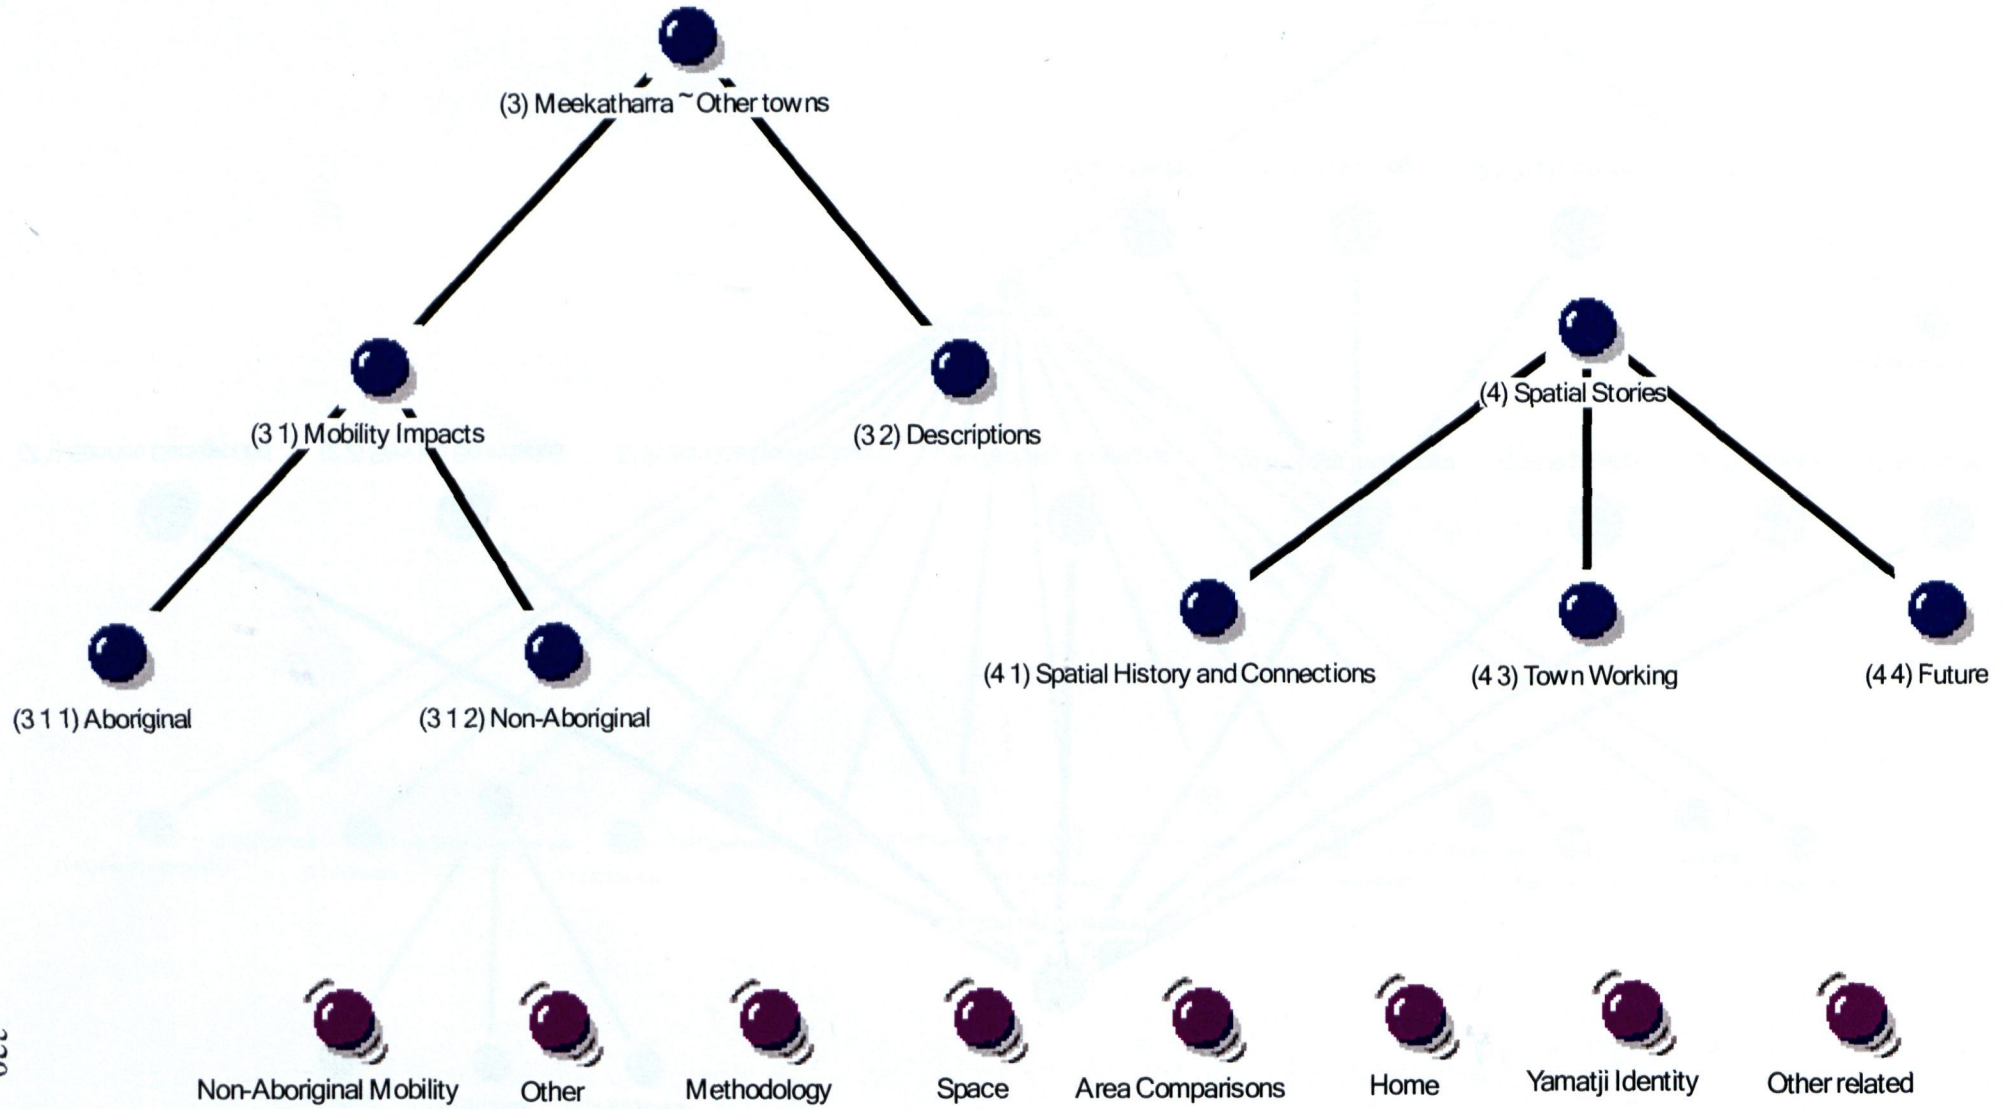 (3) Meekatharra ~ Other towns
(3 1) Mobility Impacts
(3 2) Descriptions
(4) Spatial Stories
(3 1 1) Aboriginal
(3 1 2) Non-Aboriginal
(4 1) Spatial History and Connections
(4 3) Town Working
(4 4) Future
Non-Aboriginal Mobility
Other
Methodology
Space
Area Comparisons
Home
Yamatji Identity
Other related